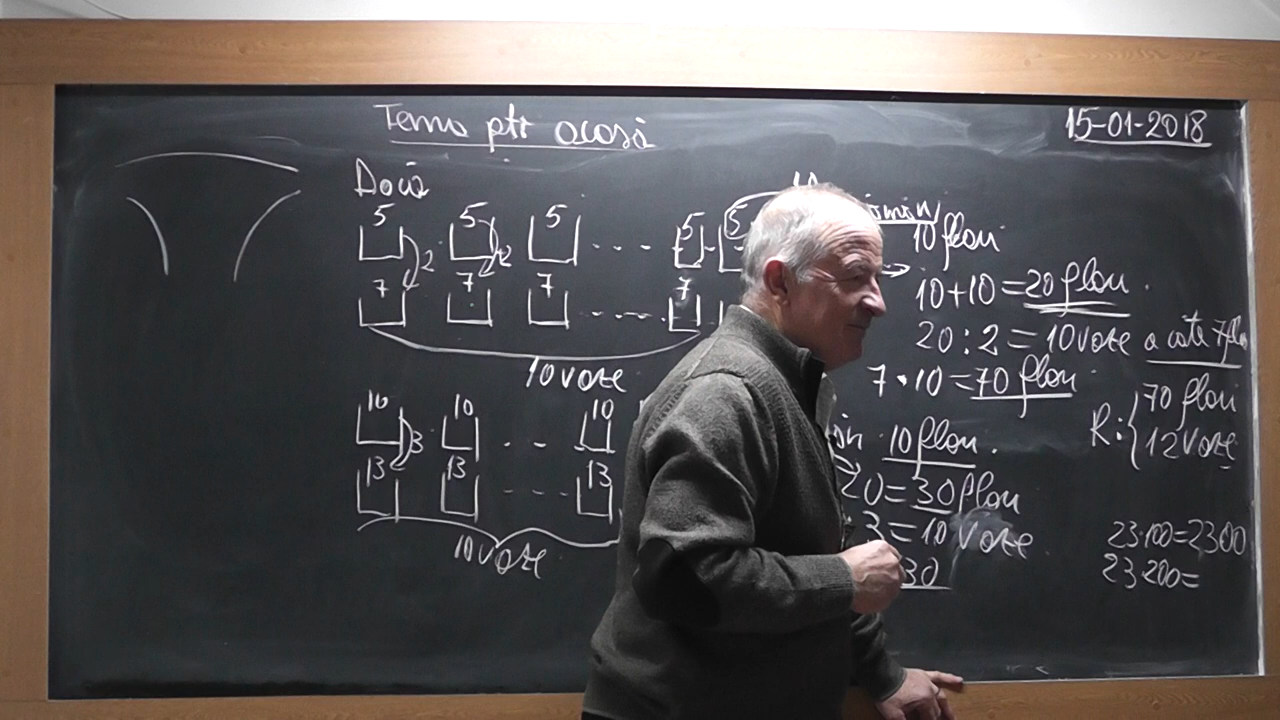 Tema ptr acasă
15-01-2018
Dacă
5 5 5 ... 5 5
10 flori
2 2
7 7 7 .... 7
10+10=20 flori.
20:2=10 vaze a câte 7 flori
10 vaze
7·10=70 flori
R: { 70 flori
12 vaze
10 10 .. 10
10 flori.
3
13 13 ... 13
20=30 flori
10 vaze
3=10 vaze
30
23·100=2300
23·200=